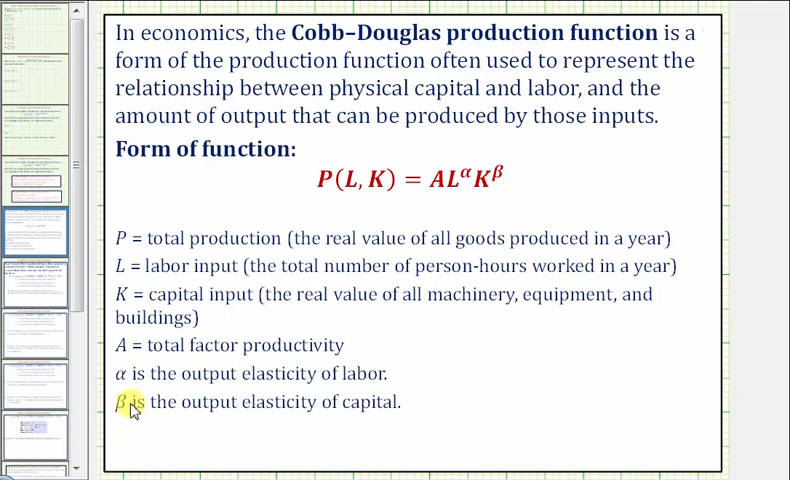 In economics, the Cobb–Douglas production function is a
form of the production function often used to represent the
relationship between physical capital and labor, and the
amount of output that can be produced by those inputs.
Form of function:
P(L, K) = AL^α K^β
P = total production (the real value of all goods produced in a year)
L = labor input (the total number of person-hours worked in a year)
K = capital input (the real value of all machinery, equipment, and
buildings)
A = total factor productivity
α is the output elasticity of labor.
β is the output elasticity of capital.